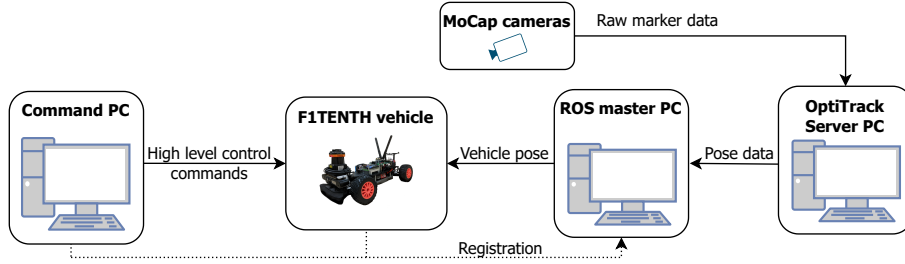 MoCap cameras
Raw marker data
Command PC
High level control
commands
F1TENTH vehicle
Vehicle pose
ROS master PC
Pose data
OptiTrack
Server PC
Registration